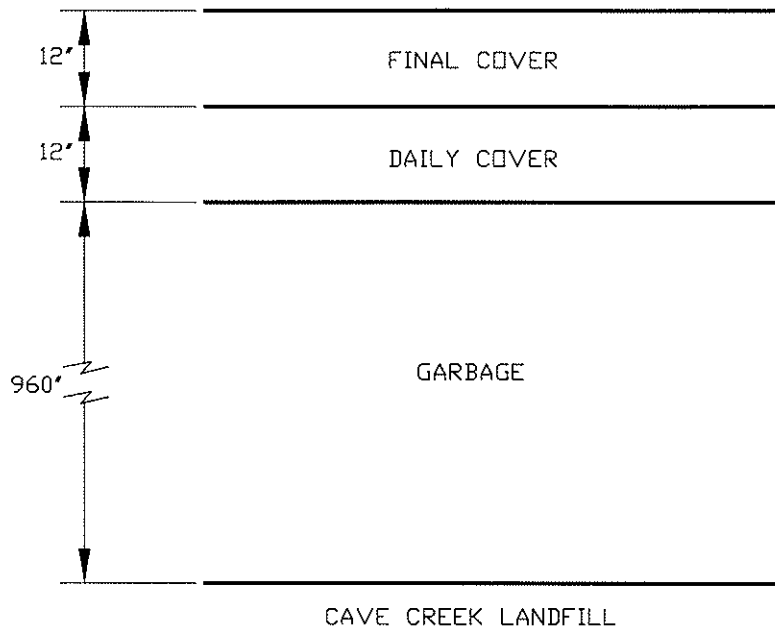 12"
FINAL COVER
12"
DAILY COVER
960"
GARBAGE
CAVE CREEK LANDFILL